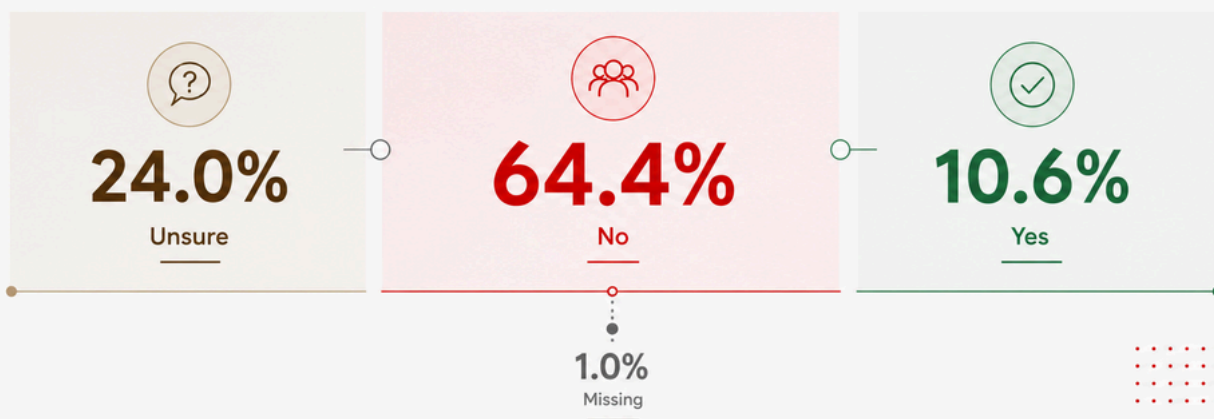 24.0%
Unsure
64.4%
No
10.6%
Yes
1.0%
Missing